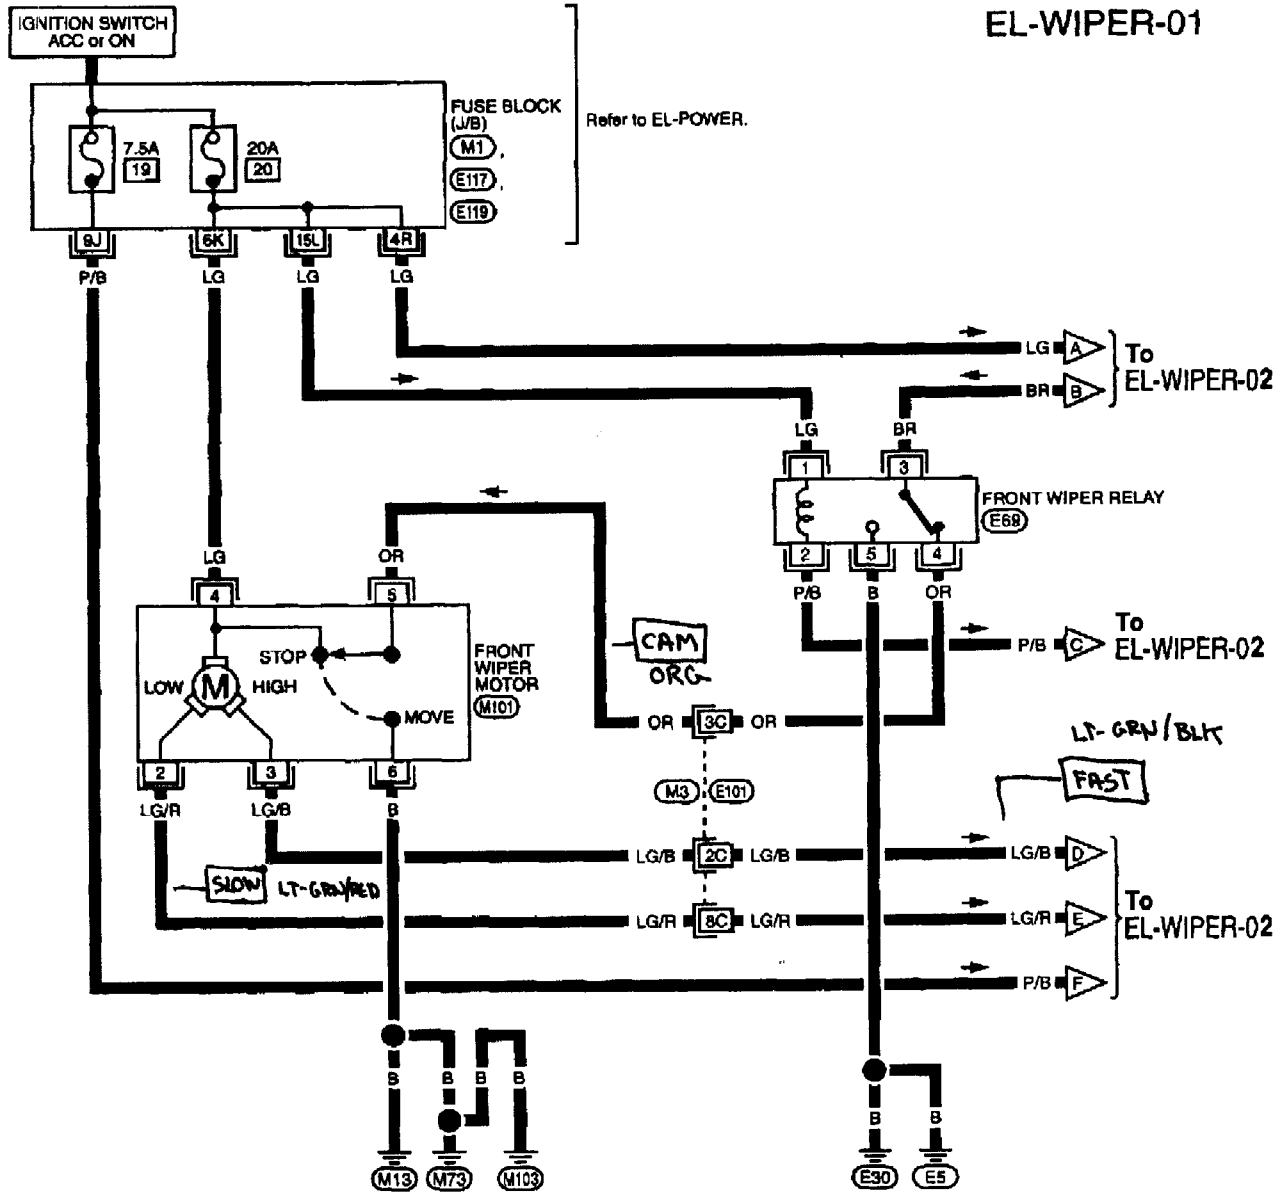 EL-WIPER-01
IGNITION SWITCH
ACC or ON
FUSE BLOCK
(J/B)
M1 ,
E117 ,
E119
Refer to EL-POWER.
7.5A
19
20A
20
9J
6K
15L
4R
P/B
LG
LG
LG
LG
A
To
EL-WIPER-02
BR
B
LG
BR
1
3
FRONT WIPER RELAY
E69
2
5
4
P/B
B
OR
LG
OR
4
5
STOP
LOW
M
HIGH
MOVE
FRONT
WIPER
MOTOR
M101
CAM
ORG
P/B
C
To
EL-WIPER-02
OR
3C
OR
LT-GRN/BLK
FAST
2
3
6
LG/R
LG/B
B
M3
E101
LG/B
2C
LG/B
LG/B
D
SLOW
LT-GRN/RED
LG/R
8C
LG/R
LG/R
E
To
EL-WIPER-02
P/B
F
B
B
B
B
B
B
M13
M73
M103
E30
E5